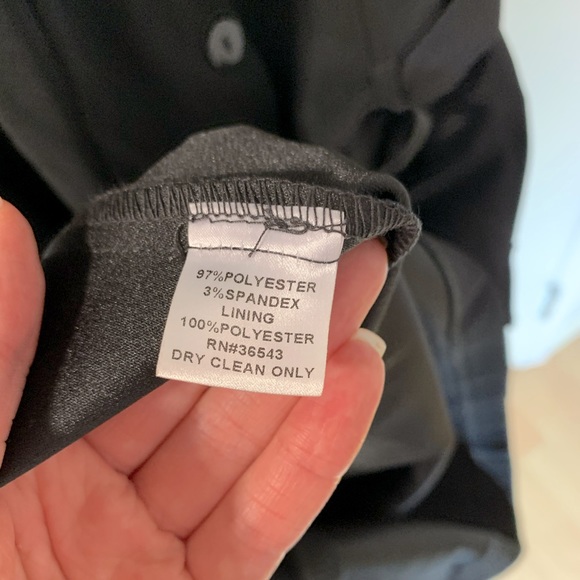 97%POLYESTER
3%SPANDEX
LINING
100%POLYESTER
RN#36543
DRY CLEAN ONLY